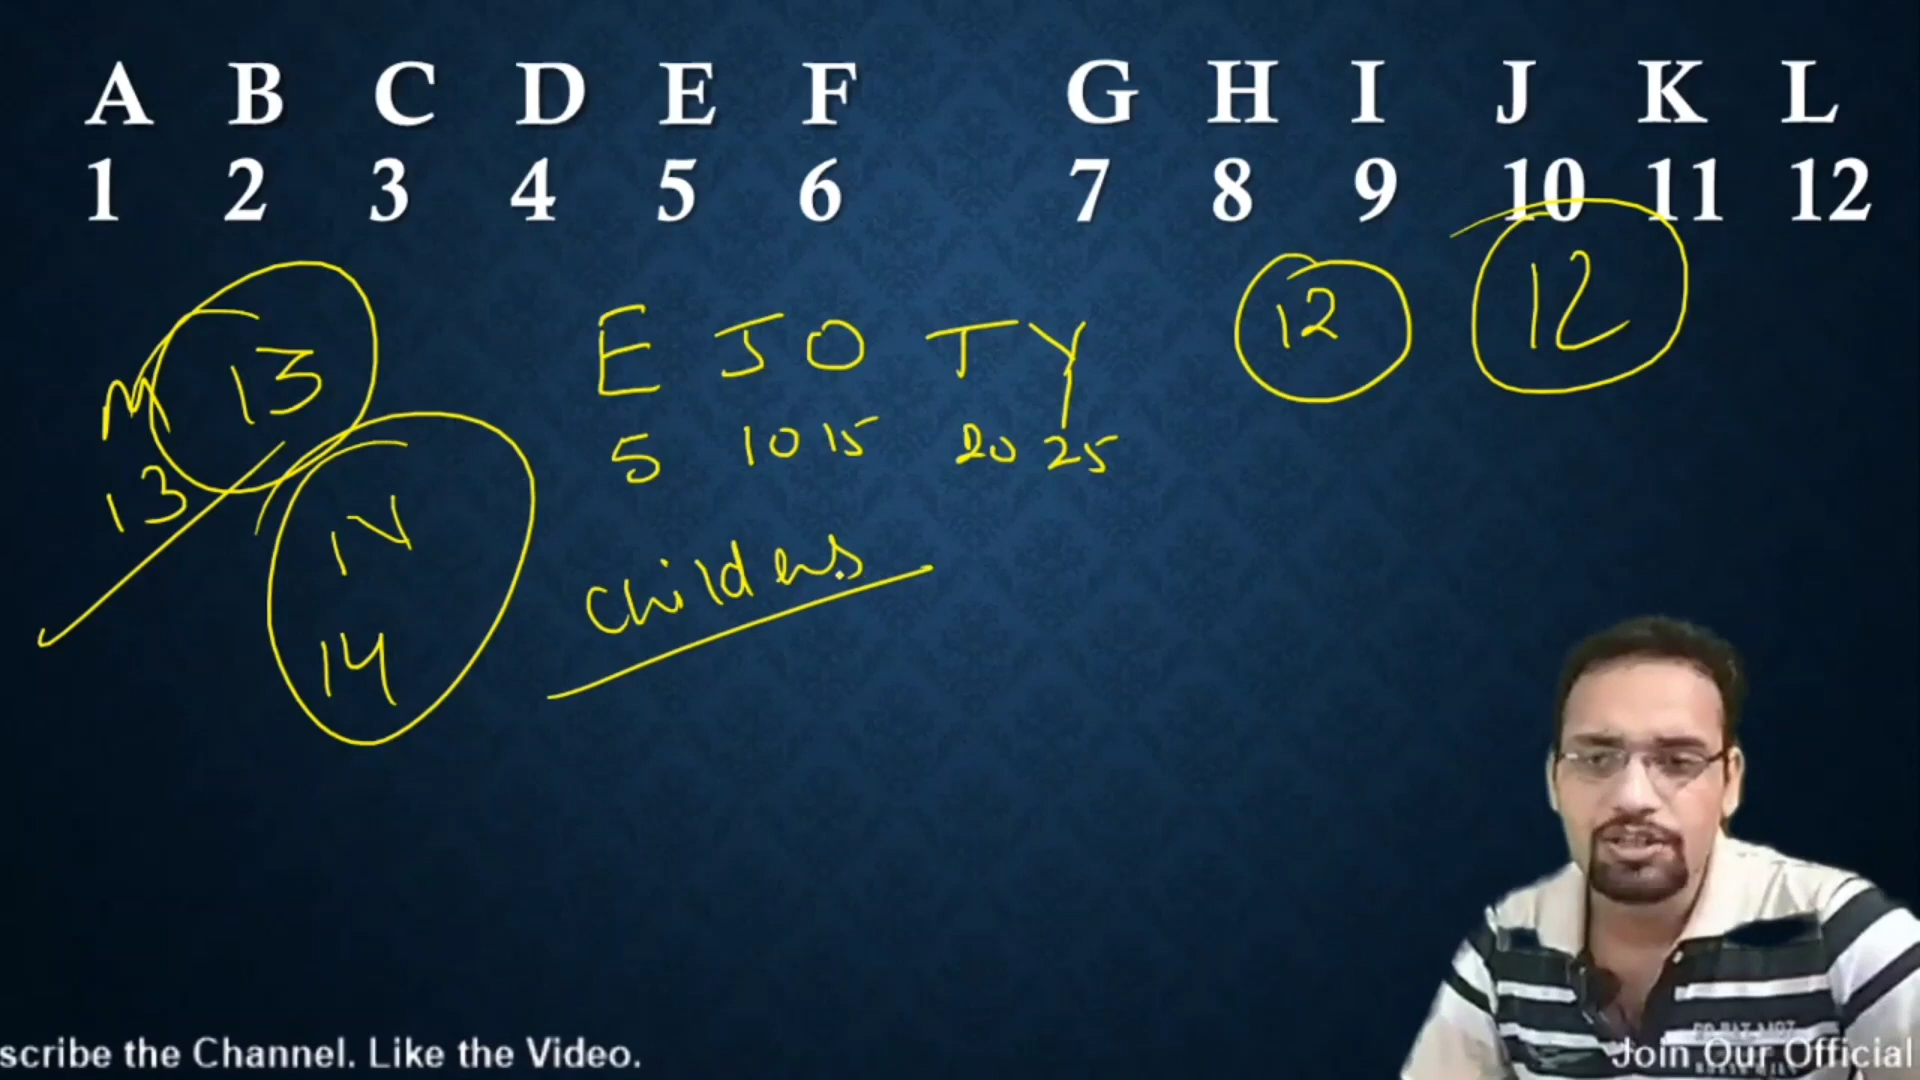 A B C D E F G H I J K L
1 2 3 4 5 6 7 8 9 10 11 12
M 13 E J O T Y 12 12
13 5 10 15 20 25
14
Childers
scribe the Channel. Like the Video.
Join Our Official